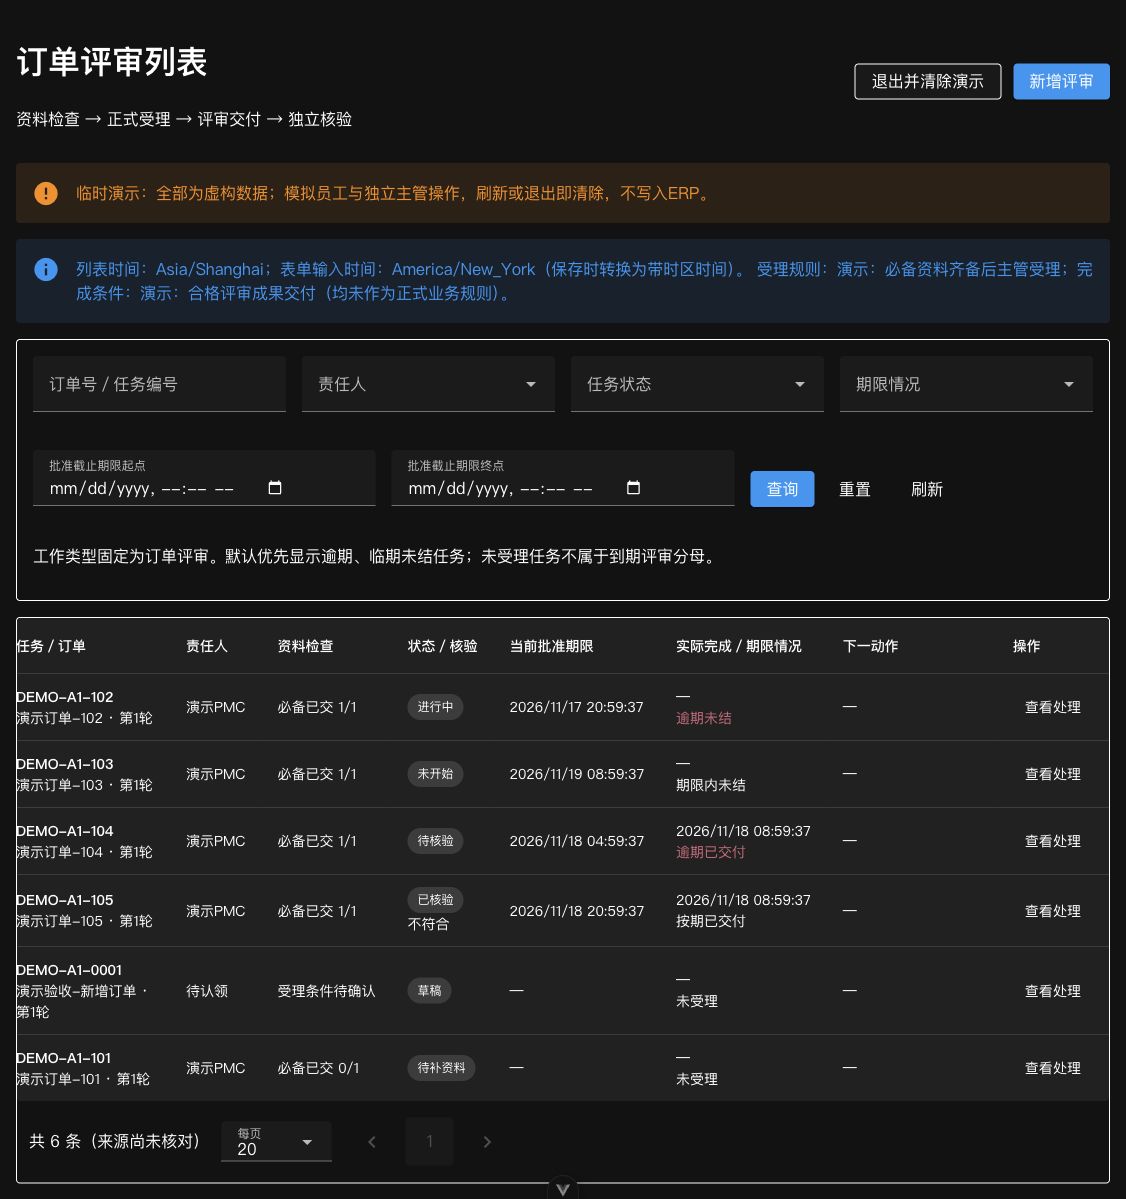 订单评审列表
退出并清除演示
新增评审
资料检查 → 正式受理 → 评审交付 → 独立核验
临时演示：全部为虚构数据；模拟员工与独立主管操作，刷新或退出即清除，不写入ERP。
列表时间：Asia/Shanghai；表单输入时间：America/New_York（保存时转换为带时区时间）。 受理规则：演示：必备资料齐备后主管受理；完
成条件：演示：合格评审成果交付（均未作为正式业务规则）。
订单号 / 任务编号
责任人
任务状态
期限情况
批准截止期限起点
mm/dd/yyyy, --:-- --
批准截止期限终点
mm/dd/yyyy, --:-- --
查询
重置
刷新
工作类型固定为订单评审。默认优先显示逾期、临期未结任务；未受理任务不属于到期评审分母。
任务 / 订单 责任人 资料检查 状态 / 核验 当前批准期限 实际完成 / 期限情况 下一动作 操作
DEMO-A1-102
演示订单-102 · 第1轮
演示PMC
必备已交 1/1
进行中
2026/11/17 20:59:37
—
逾期未结
—
查看处理
DEMO-A1-103
演示订单-103 · 第1轮
演示PMC
必备已交 1/1
未开始
2026/11/19 08:59:37
—
期限内未结
—
查看处理
DEMO-A1-104
演示订单-104 · 第1轮
演示PMC
必备已交 1/1
待核验
2026/11/18 04:59:37
2026/11/18 08:59:37
逾期已交付
—
查看处理
DEMO-A1-105
演示订单-105 · 第1轮
演示PMC
必备已交 1/1
已核验
不符合
2026/11/18 20:59:37
2026/11/18 08:59:37
按期已交付
—
查看处理
DEMO-A1-0001
演示验收-新增订单 ·
第1轮
待认领
受理条件待确认
草稿
—
—
未受理
—
查看处理
DEMO-A1-101
演示订单-101 · 第1轮
演示PMC
必备已交 0/1
待补资料
—
—
未受理
—
查看处理
共 6 条（来源尚未核对）
每页
20
1